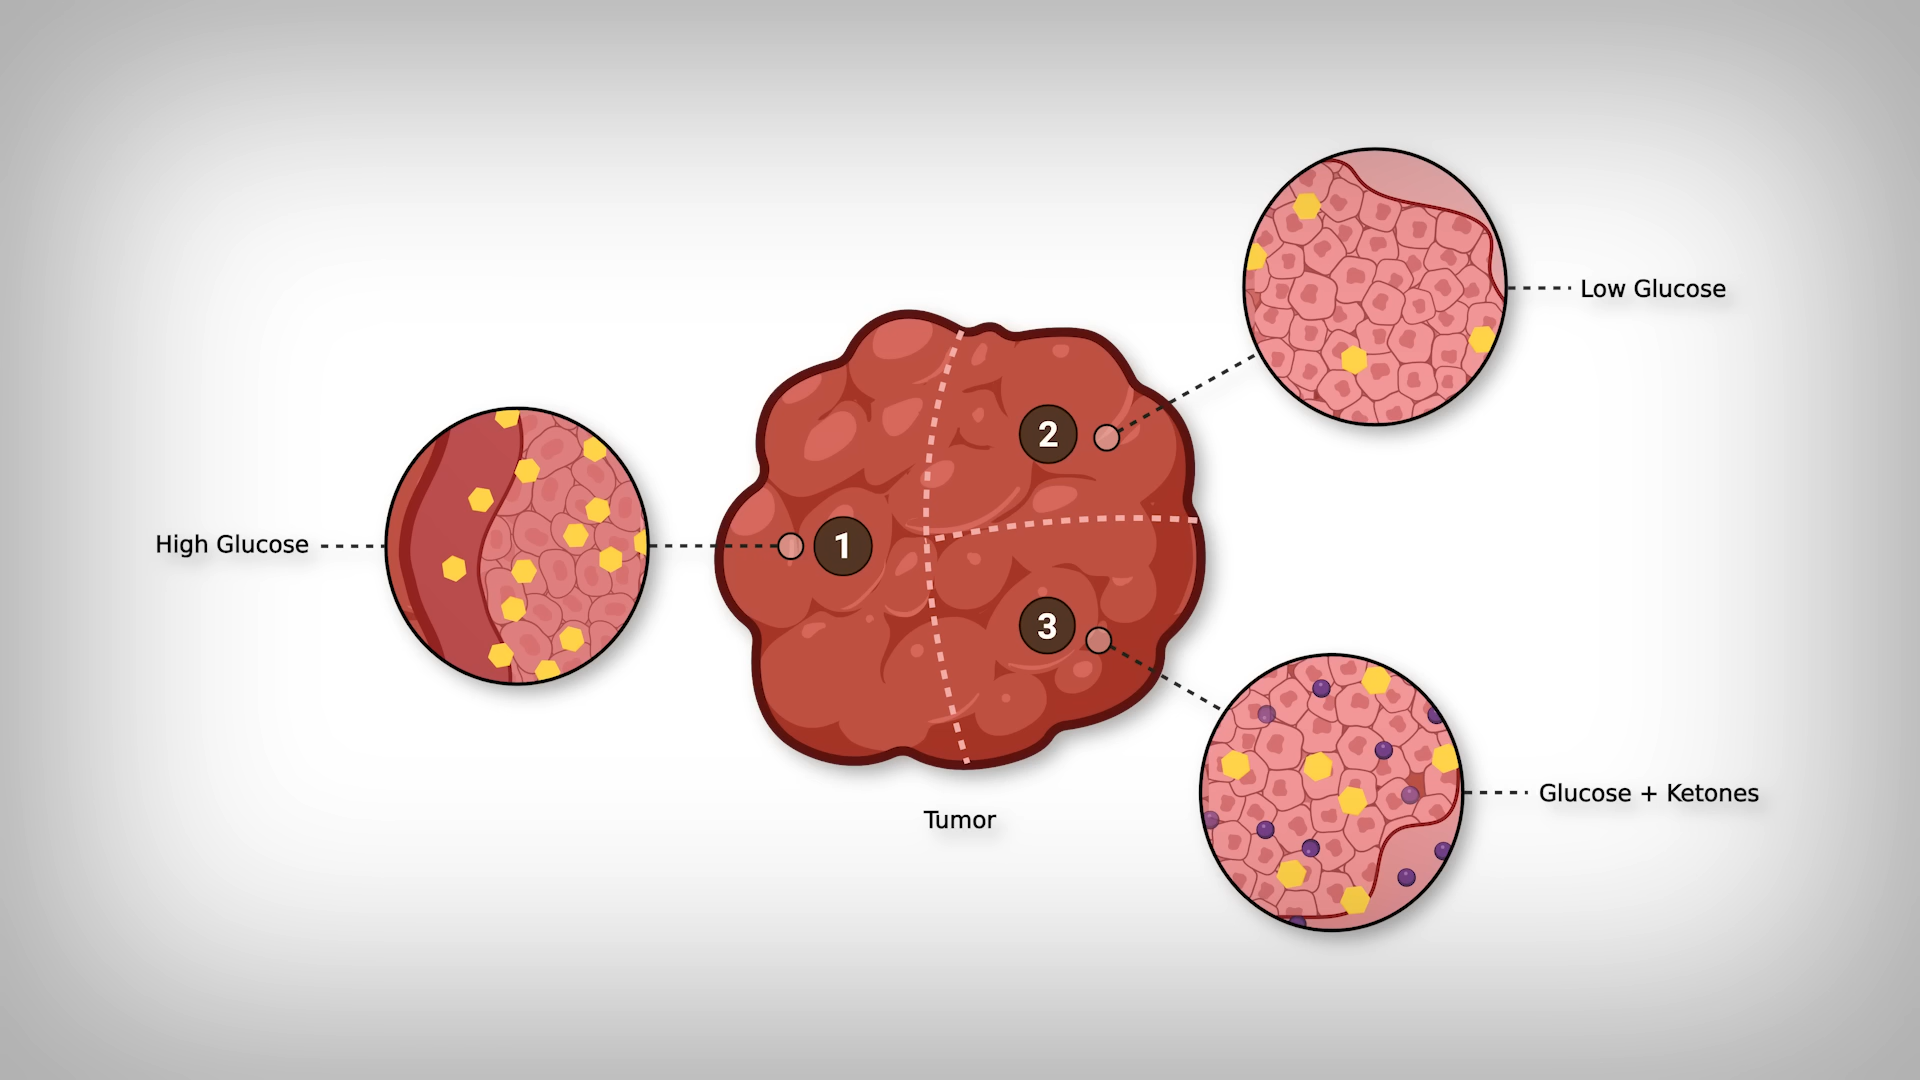 Low Glucose
2
High Glucose
1
3
Glucose + Ketones
Tumor